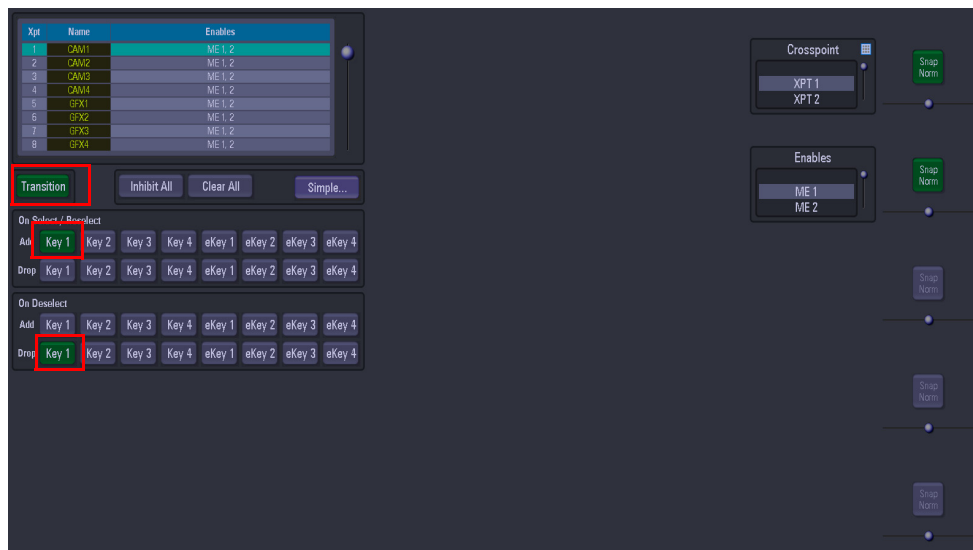 Xpt Name Enables
1 CAM1 ME 1, 2
2 CAM2 ME 1, 2
3 CAM3 ME 1, 2
4 CAM4 ME 1, 2
5 GFX1 ME 1, 2
6 GFX2 ME 1, 2
7 GFX3 ME 1, 2
8 GFX4 ME 1, 2
Transition Inhibit All Clear All Simple...
On Select / Reselect
Add Key 1 Key 2 Key 3 Key 4 eKey 1 eKey 2 eKey 3 eKey 4
Drop Key 1 Key 2 Key 3 Key 4 eKey 1 eKey 2 eKey 3 eKey 4
On Deselect
Add Key 1 Key 2 Key 3 Key 4 eKey 1 eKey 2 eKey 3 eKey 4
Drop Key 1 Key 2 Key 3 Key 4 eKey 1 eKey 2 eKey 3 eKey 4
Crosspoint
XPT 1
XPT 2
Snap
Norm
Enables
ME 1
ME 2
Snap
Norm
Snap
Norm
Snap
Norm
Snap
Norm